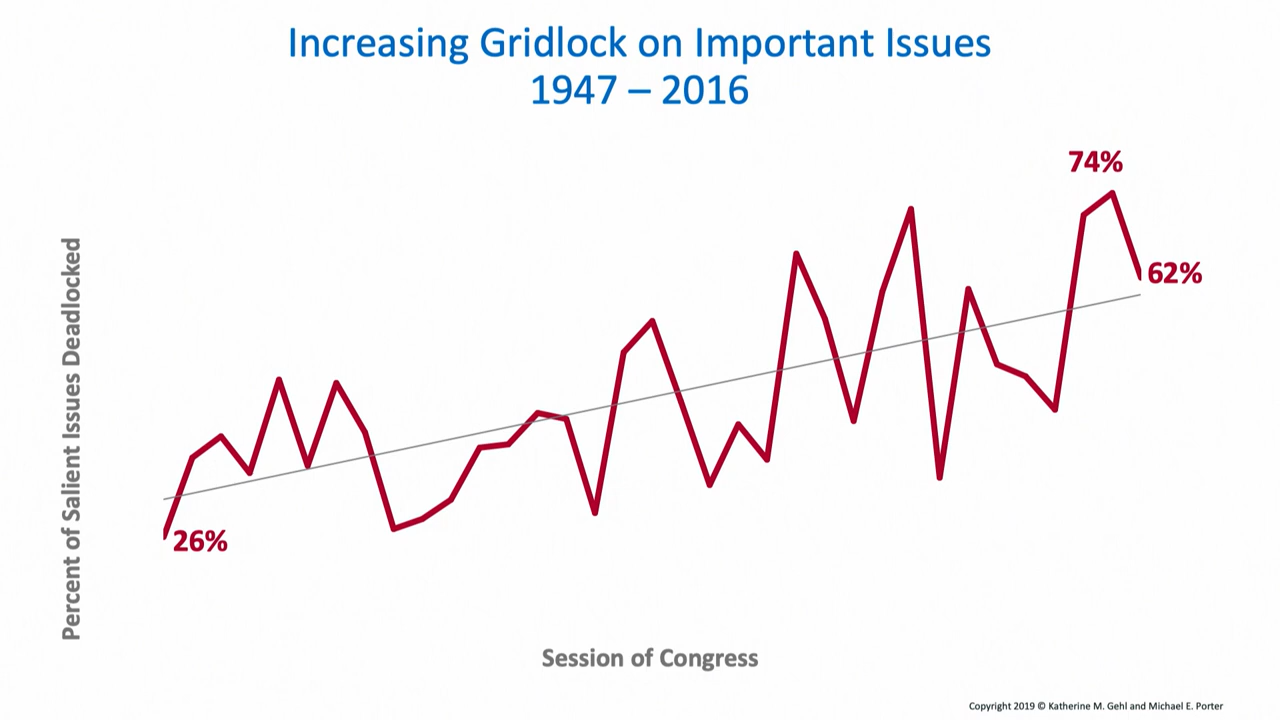 Increasing Gridlock on Important Issues
1947 – 2016
74%
62%
26%
Percent of Salient Issues Deadlocked
Session of Congress
Copyright 2019 © Katherine M. Gehl and Michael E. Porter